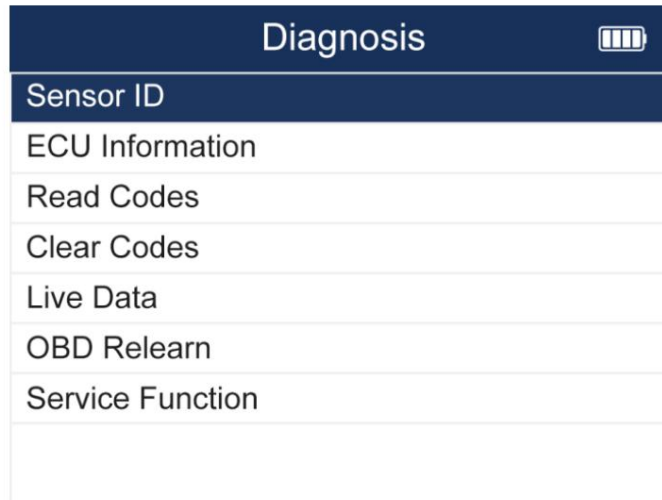 Diagnosis
Sensor ID
ECU Information
Read Codes
Clear Codes
Live Data
OBD Relearn
Service Function